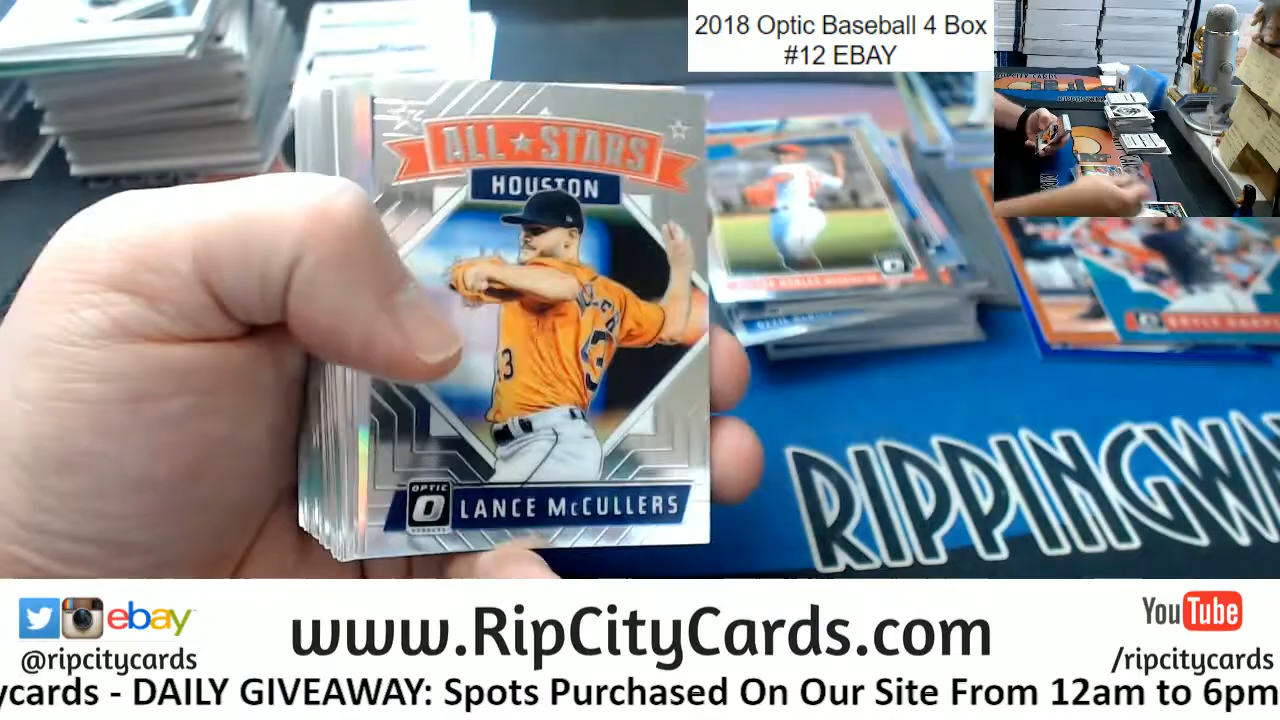 2018 Optic Baseball 4 Box
#12 EBAY
ALL★STARS
HOUSTON
43
OPTIC
LANCE McCULLERS
RIPPINGW
ebay
@ripcitycards
www.RipCityCards.com
YouTube
/ripcitycards
ycards - DAILY GIVEAWAY: Spots Purchased On Our Site From 12am to 6pm